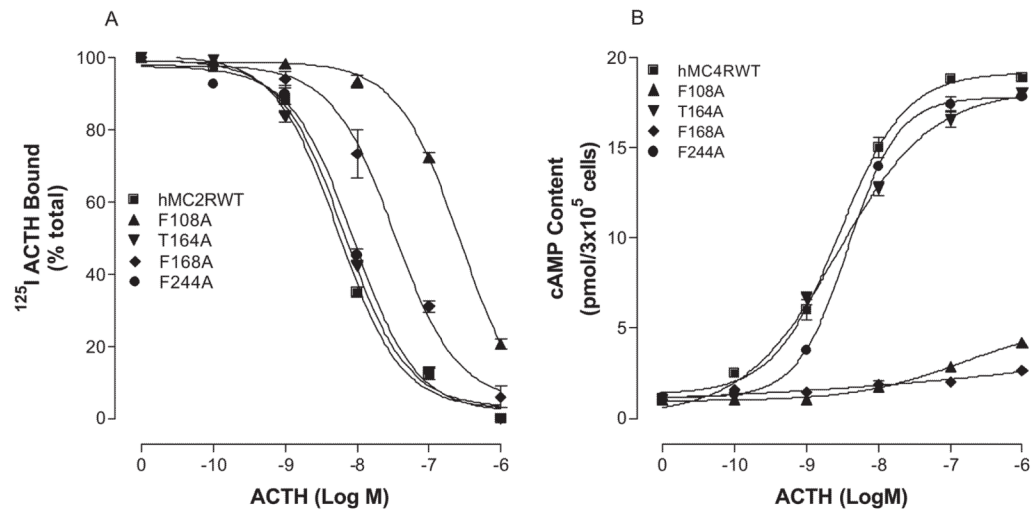 A
100
80
60
40
20
0
¹²⁵I ACTH Bound
(% total)
hMC2RWT
F108A
T164A
F168A
F244A
0 -10 -9 -8 -7 -6
ACTH (Log M)
B
20
15
10
5
0
cAMP Content
(pmol/3x10⁵ cells)
hMC4RWT
F108A
T164A
F168A
F244A
0 -10 -9 -8 -7 -6
ACTH (LogM)